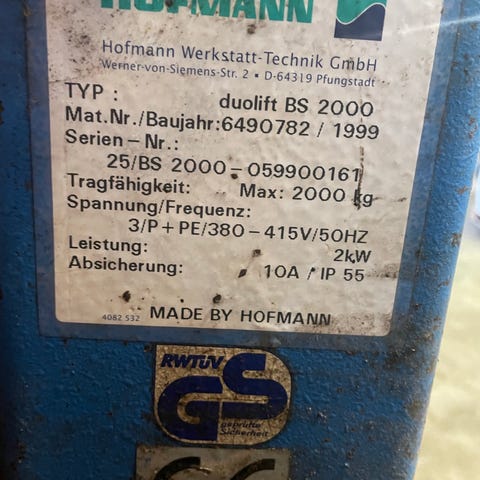 HOFMANN
Hofmann Werkstatt-Technik GmbH
Werner-von-Siemens-Str. 2 • D-64319 Pfungstadt
TYP : duolift BS 2000
Mat.Nr./Baujahr:6490782 / 1999
Serien-Nr.:
25/BS 2000-059900161
Tragfähigkeit: Max: 2000 kg
Spannung/Frequenz:
3/P+PE/380-415V/50HZ
Leistung: 2kW
Absicherung: 10A / IP 55
4082 532 MADE BY HOFMANN
RWTÜV
GS
geprüfte
Sicherheit
CE